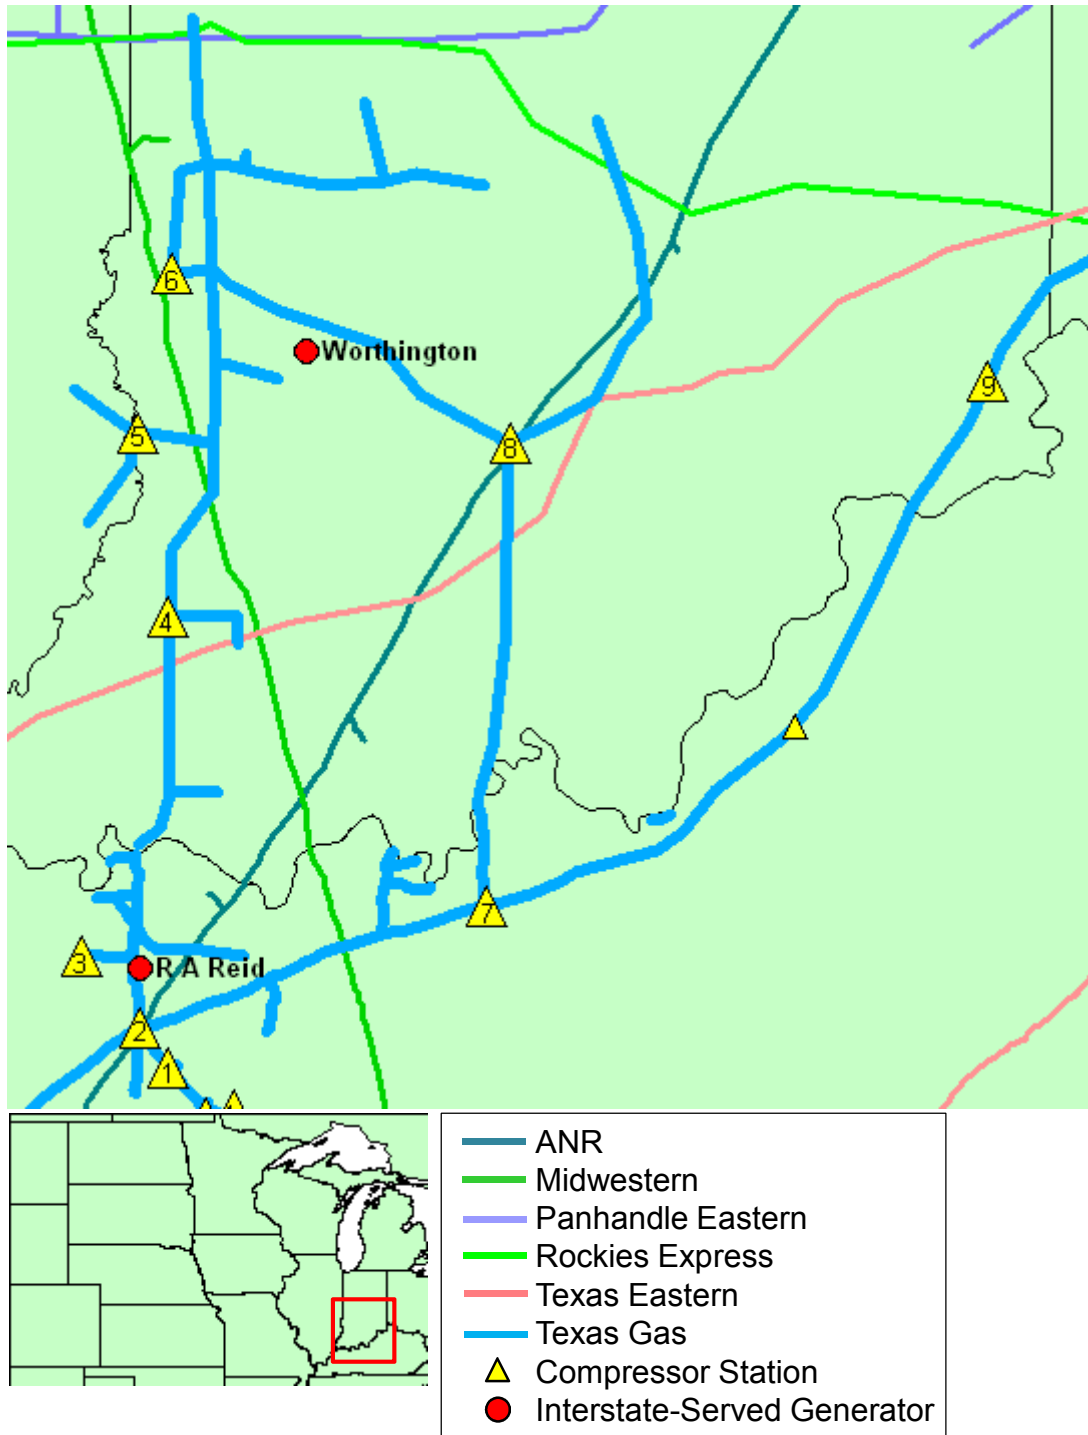 6
Worthington
9
5
8
4
7
3
R A Reid
2
1
ANR
Midwestern
Panhandle Eastern
Rockies Express
Texas Eastern
Texas Gas
Compressor Station
Interstate-Served Generator